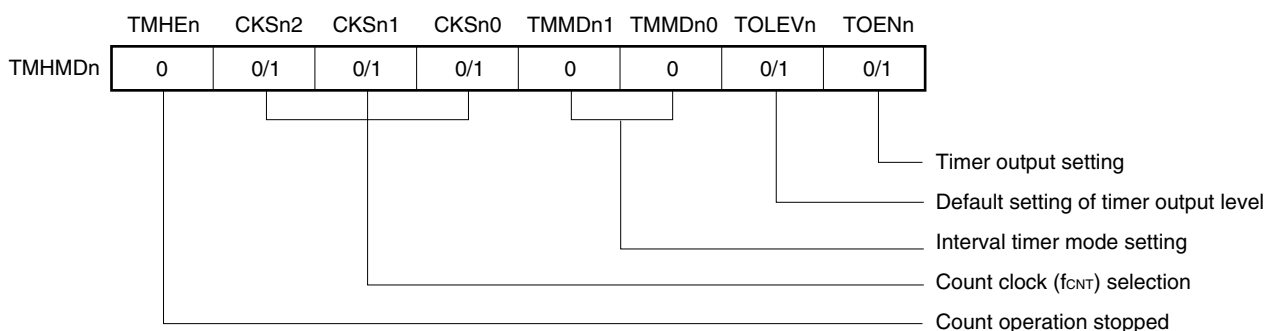 TMHEn CKSn2 CKSn1 CKSn0 TMMDn1 TMMDn0 TOLEVn TOENn
TMHMDn 0 0/1 0/1 0/1 0 0 0/1 0/1
Timer output setting
Default setting of timer output level
Interval timer mode setting
Count clock (fCNT) selection
Count operation stopped